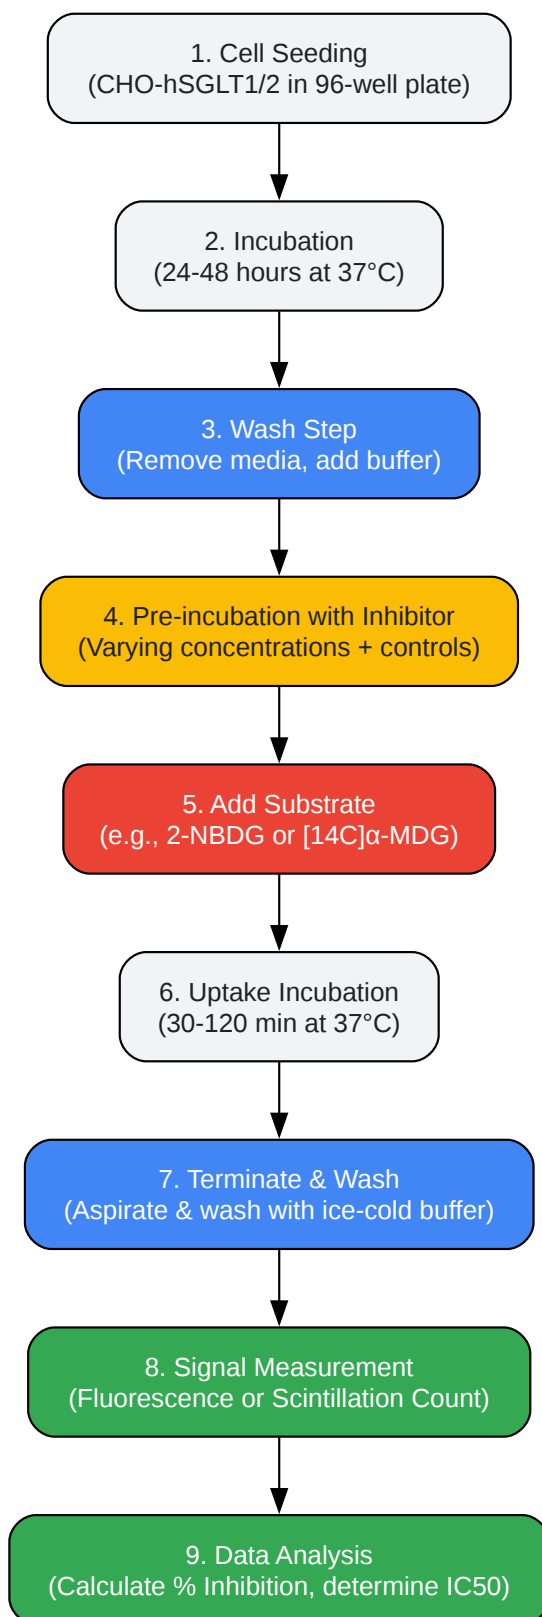 1. Cell Seeding
(CHO-hSGLT1/2 in 96-well plate)
2. Incubation
(24-48 hours at 37°C)
3. Wash Step
(Remove media, add buffer)
4. Pre-incubation with Inhibitor
(Varying concentrations + controls)
5. Add Substrate
(e.g., 2-NBDG or [14C]α-MDG)
6. Uptake Incubation
(30-120 min at 37°C)
7. Terminate & Wash
(Aspirate & wash with ice-cold buffer)
8. Signal Measurement
(Fluorescence or Scintillation Count)
9. Data Analysis
(Calculate % Inhibition, determine IC50)